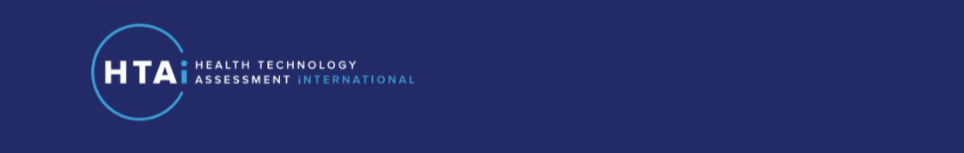 HTAi
HEALTH TECHNOLOGY
ASSESSMENT iNTERNATIONAL